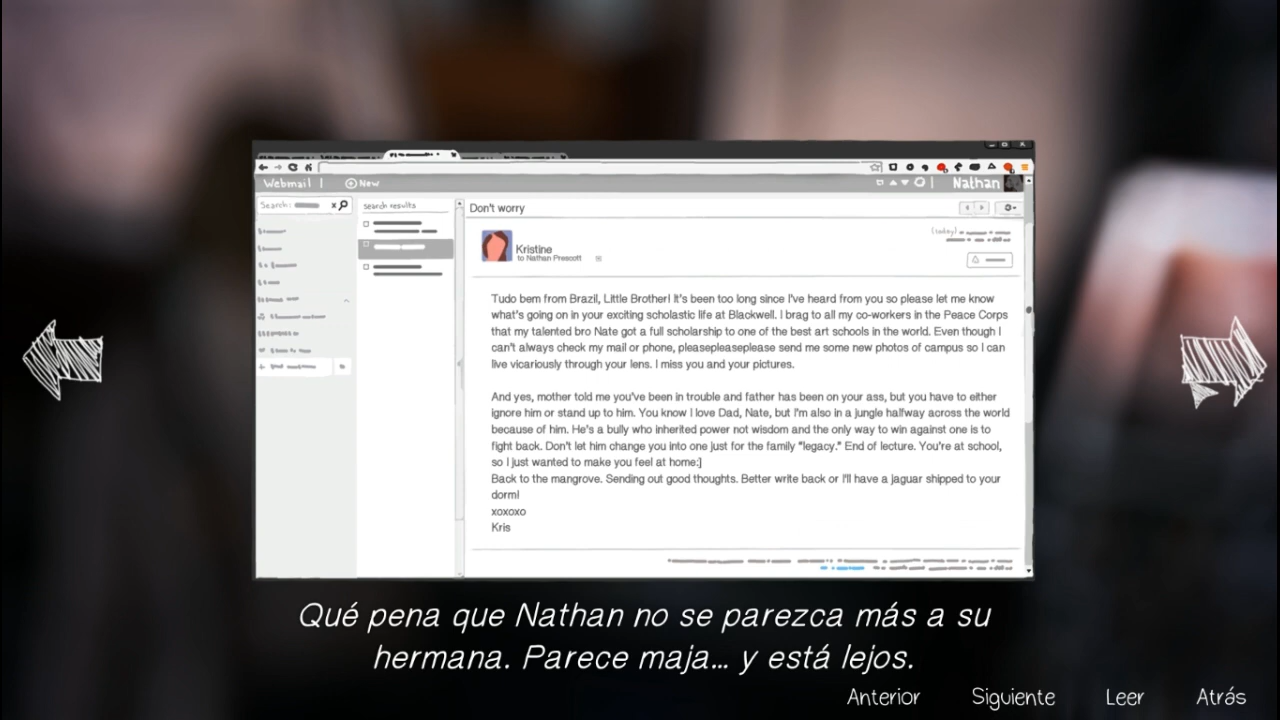 Webmail
New
Nathan
Search:
x
search results
Don't worry
Kristine
to Nathan Prescott
(today)
Tudo bem from Brazil, Little Brother! It's been too long since I've heard from you so please let me know
what's going on in your exciting scholastic life at Blackwell. I brag to all my co-workers in the Peace Corps
that my talented bro Nate got a full scholarship to one of the best art schools in the world. Even though I
can't always check my mail or phone, pleasepleaseplease send me some new photos of campus so I can
live vicariously through your lens. I miss you and your pictures.
And yes, mother told me you've been in trouble and father has been on your ass, but you have to either
ignore him or stand up to him. You know I love Dad, Nate, but I'm also in a jungle halfway across the world
because of him. He's a bully who inherited power not wisdom and the only way to win against one is to
fight back. Don't let him change you into one just for the family "legacy." End of lecture. You're at school,
so I just wanted to make you feel at home:]
Back to the mangrove. Sending out good thoughts. Better write back or I'll have a jaguar shipped to your
dorm!
xoxoxo
Kris
Qué pena que Nathan no se parezca más a su
hermana. Parece maja... y está lejos.
Anterior Siguiente Leer Atrás